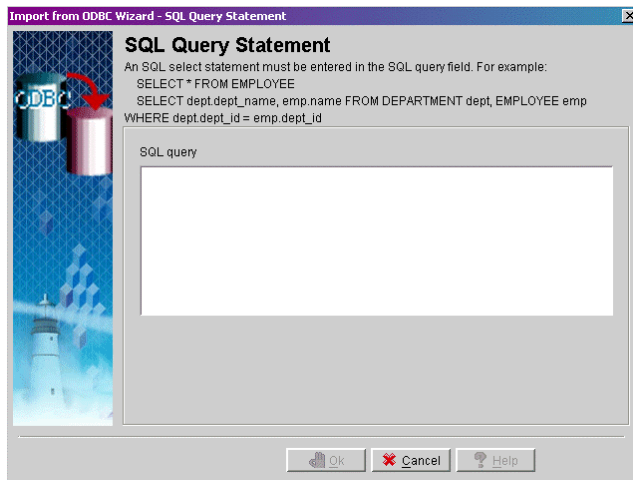 Import from ODBC Wizard - SQL Query Statement
SQL Query Statement
An SQL select statement must be entered in the SQL query field. For example:
SELECT * FROM EMPLOYEE
SELECT dept.dept_name, emp.name FROM DEPARTMENT dept, EMPLOYEE emp
WHERE dept.dept_id = emp.dept_id
ODBC
SQL query
Ok
Cancel
Help